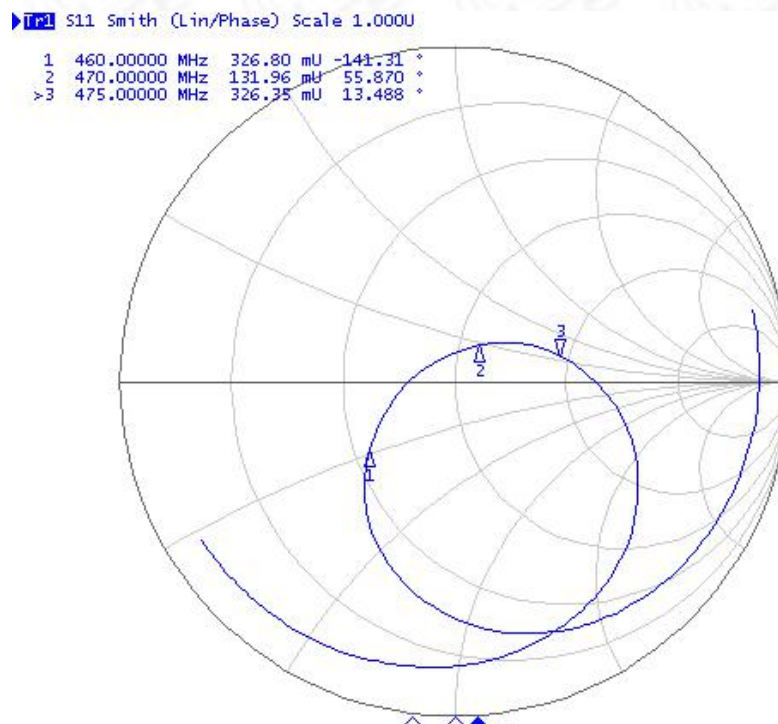 Tr1 S11 Smith (Lin/Phase) Scale 1.000U
1 460.00000 MHz 326.80 mU -141.31 °
2 470.00000 MHz 131.96 mU 55.870 °
>3 475.00000 MHz 326.35 mU 13.488 °
3
2
1